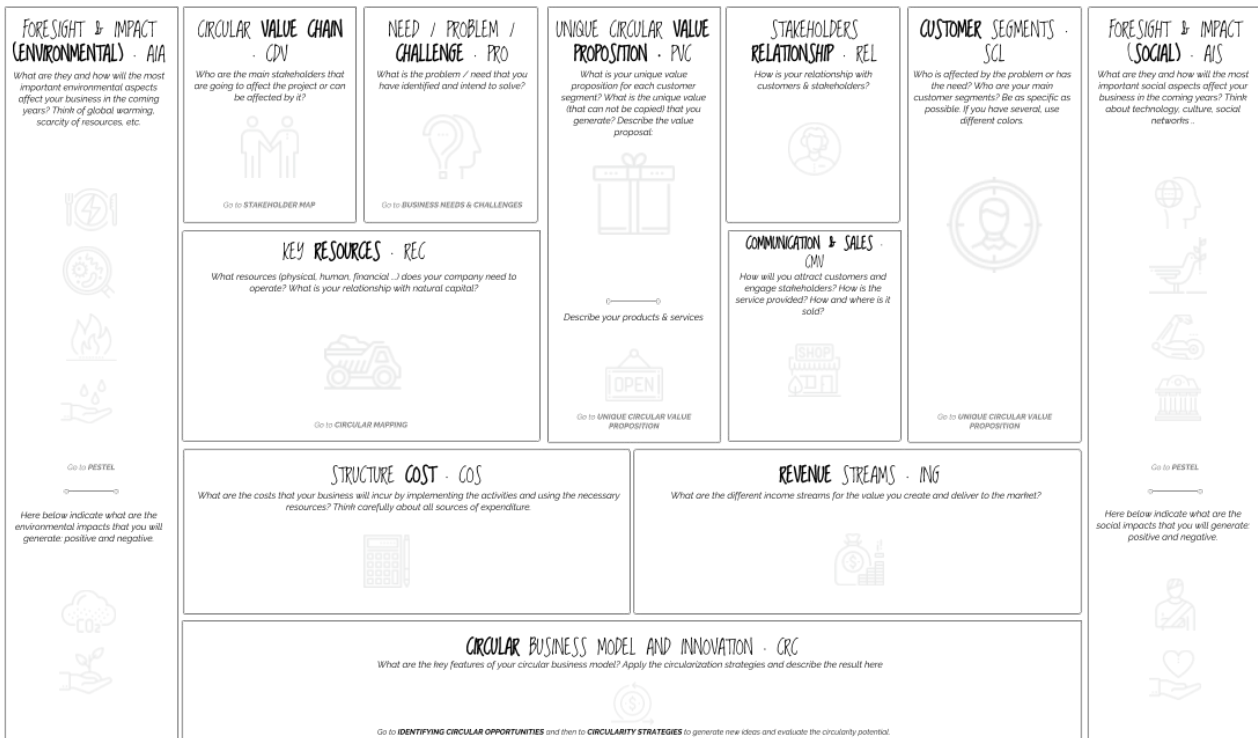 FORESIGHT & IMPACT
(ENVIRONMENTAL) · AIA
What are they and how will the most
important environmental aspects
affect your business in the coming
years? Think of global warming,
scarcity of resources, etc.
Go to PESTEL
Here below indicate what are the
environmental impacts that you will
generate: positive and negative.
CO₂
CIRCULAR VALUE CHAIN
· CDV
Who are the main stakeholders that
are going to affect the project or can
be affected by it?
Go to STAKEHOLDER MAP
NEED / PROBLEM /
CHALLENGE · PRO
What is the problem / need that you
have identified and intend to solve?
Go to BUSINESS NEEDS & CHALLENGES
UNIQUE CIRCULAR VALUE
PROPOSITION · PVC
What is your unique value
proposition for each customer
segment? What is the unique value
(that can not be copied) that you
generate? Describe the value
proposal:
Describe your products & services
OPEN
Go to UNIQUE CIRCULAR VALUE
PROPOSITION
STAKEHOLDERS
RELATIONSHIP · REL
How is your relationship with
customers & stakeholders?
CUSTOMER SEGMENTS ·
SCL
Who is affected by the problem or has
the need? Who are your main
customer segments? Be as specific as
possible. If you have several, use
different colors.
Go to UNIQUE CIRCULAR VALUE
PROPOSITION
FORESIGHT & IMPACT
(SOCIAL) · AIS
What are they and how will the most
important social aspects affect your
business in the coming years? Think
about technology, culture, social
networks ...
Go to PESTEL
Here below indicate what are the
social impacts that you will generate:
positive and negative.
KEY RESOURCES · REC
What resources (physical, human, financial ...) does your company need to
operate? What is your relationship with natural capital?
Go to CIRCULAR MAPPING
COMMUNICATION & SALES ·
CMV
How will you attract customers and
engage stakeholders? How is the
service provided? How and where is it
sold?
SHOP
STRUCTURE COST · COS
What are the costs that your business will incur by implementing the activities and using the necessary
resources? Think carefully about all sources of expenditure.
REVENUE STREAMS · ING
What are the different income streams for the value you create and deliver to the market?
CIRCULAR BUSINESS MODEL AND INNOVATION · CRC
What are the key features of your circular business model? Apply the circularization strategies and describe the result here
Go to IDENTIFYING CIRCULAR OPPORTUNITIES and then to CIRCULARITY STRATEGIES to generate new ideas and evaluate the circularity potential.